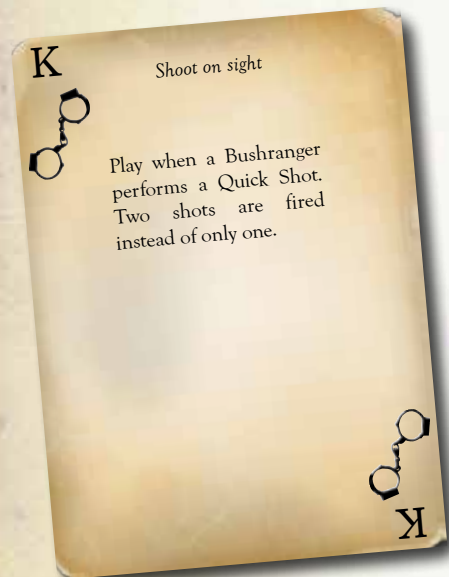 K
Shoot on sight
Play when a Bushranger
performs a Quick Shot.
Two shots are fired
instead of only one.
K